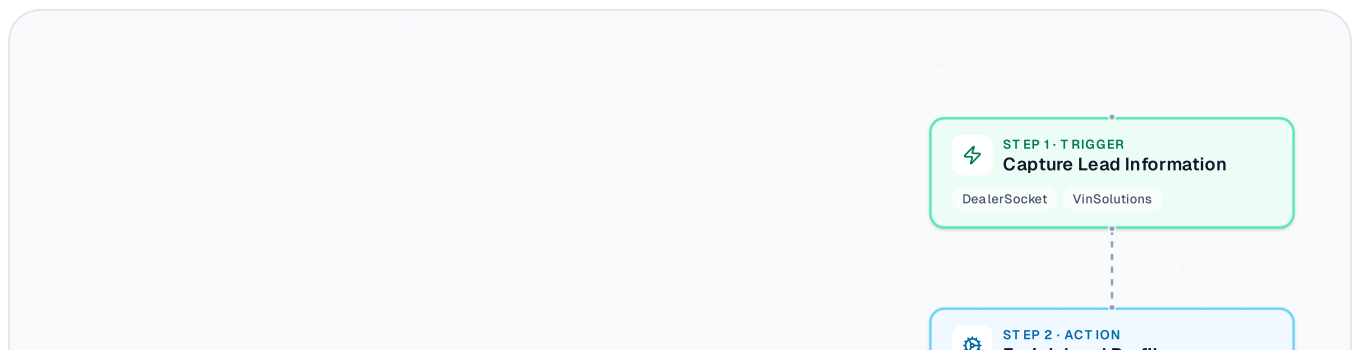 STEP 1 · TRIGGER
Capture Lead Information
DealerSocket VinSolutions
STEP 2 · ACTION